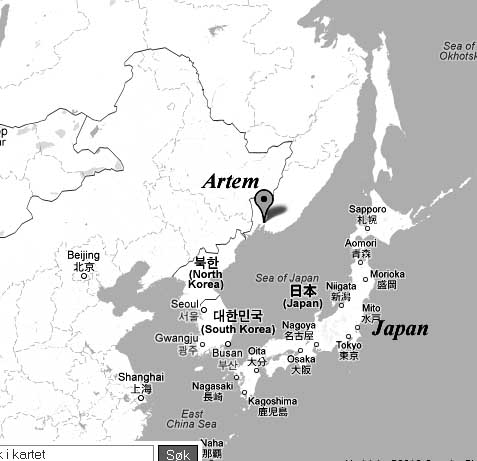 Sea of
Okhotsk
Artem
Sapporo
札幌
Aomori
青森
Beijing
北京
북한
(North
Korea)
Sea of Japan
Morioka
盛岡
日本
(Japan)
Niigata
新潟
Seoul
서울
대한민국
(South Korea)
Mito
水戸
Japan
Nagoya
名古屋
Gwangju
광주
Tokyo
東京
Busan
부산
Oita
大分
Osaka
大阪
Shanghai
上海
Nagasaki
長崎
Kagoshima
鹿児島
East
China Sea
Naha
那覇
k i kartet
Søk